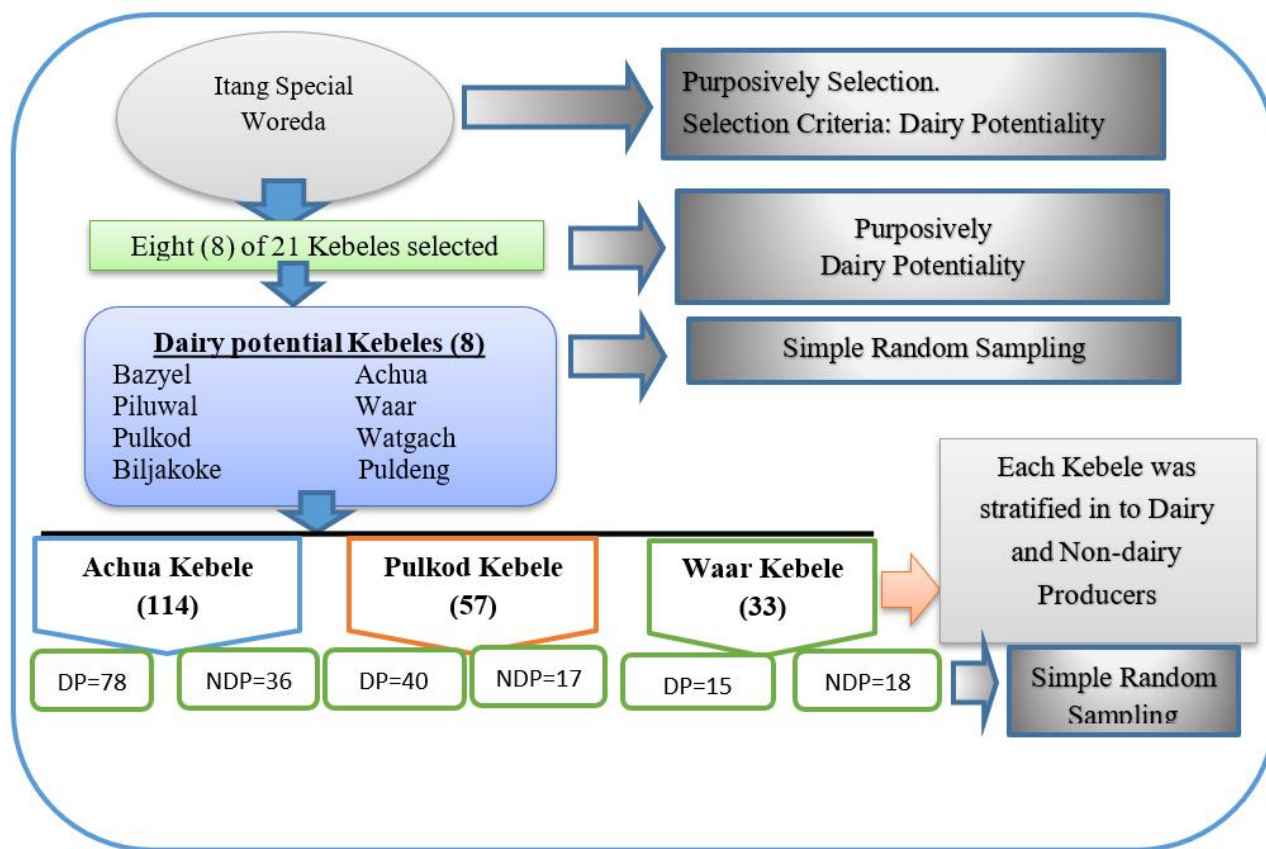 Itang Special
Woreda
Purposively Selection.
Selection Criteria: Dairy Potentiality
Eight (8) of 21 Kebeles selected
Purposively
Dairy Potentiality
Dairy potential Kebeles (8)
Bazyel Achua
Piluwal Waar
Pulkod Watgach
Biljakoke Puldeng
Simple Random Sampling
Each Kebele was
stratified in to Dairy
and Non-dairy
Producers
Achua Kebele
(114)
Pulkod Kebele
(57)
Waar Kebele
(33)
DP=78
NDP=36
DP=40
NDP=17
DP=15
NDP=18
Simple Random
Sampling